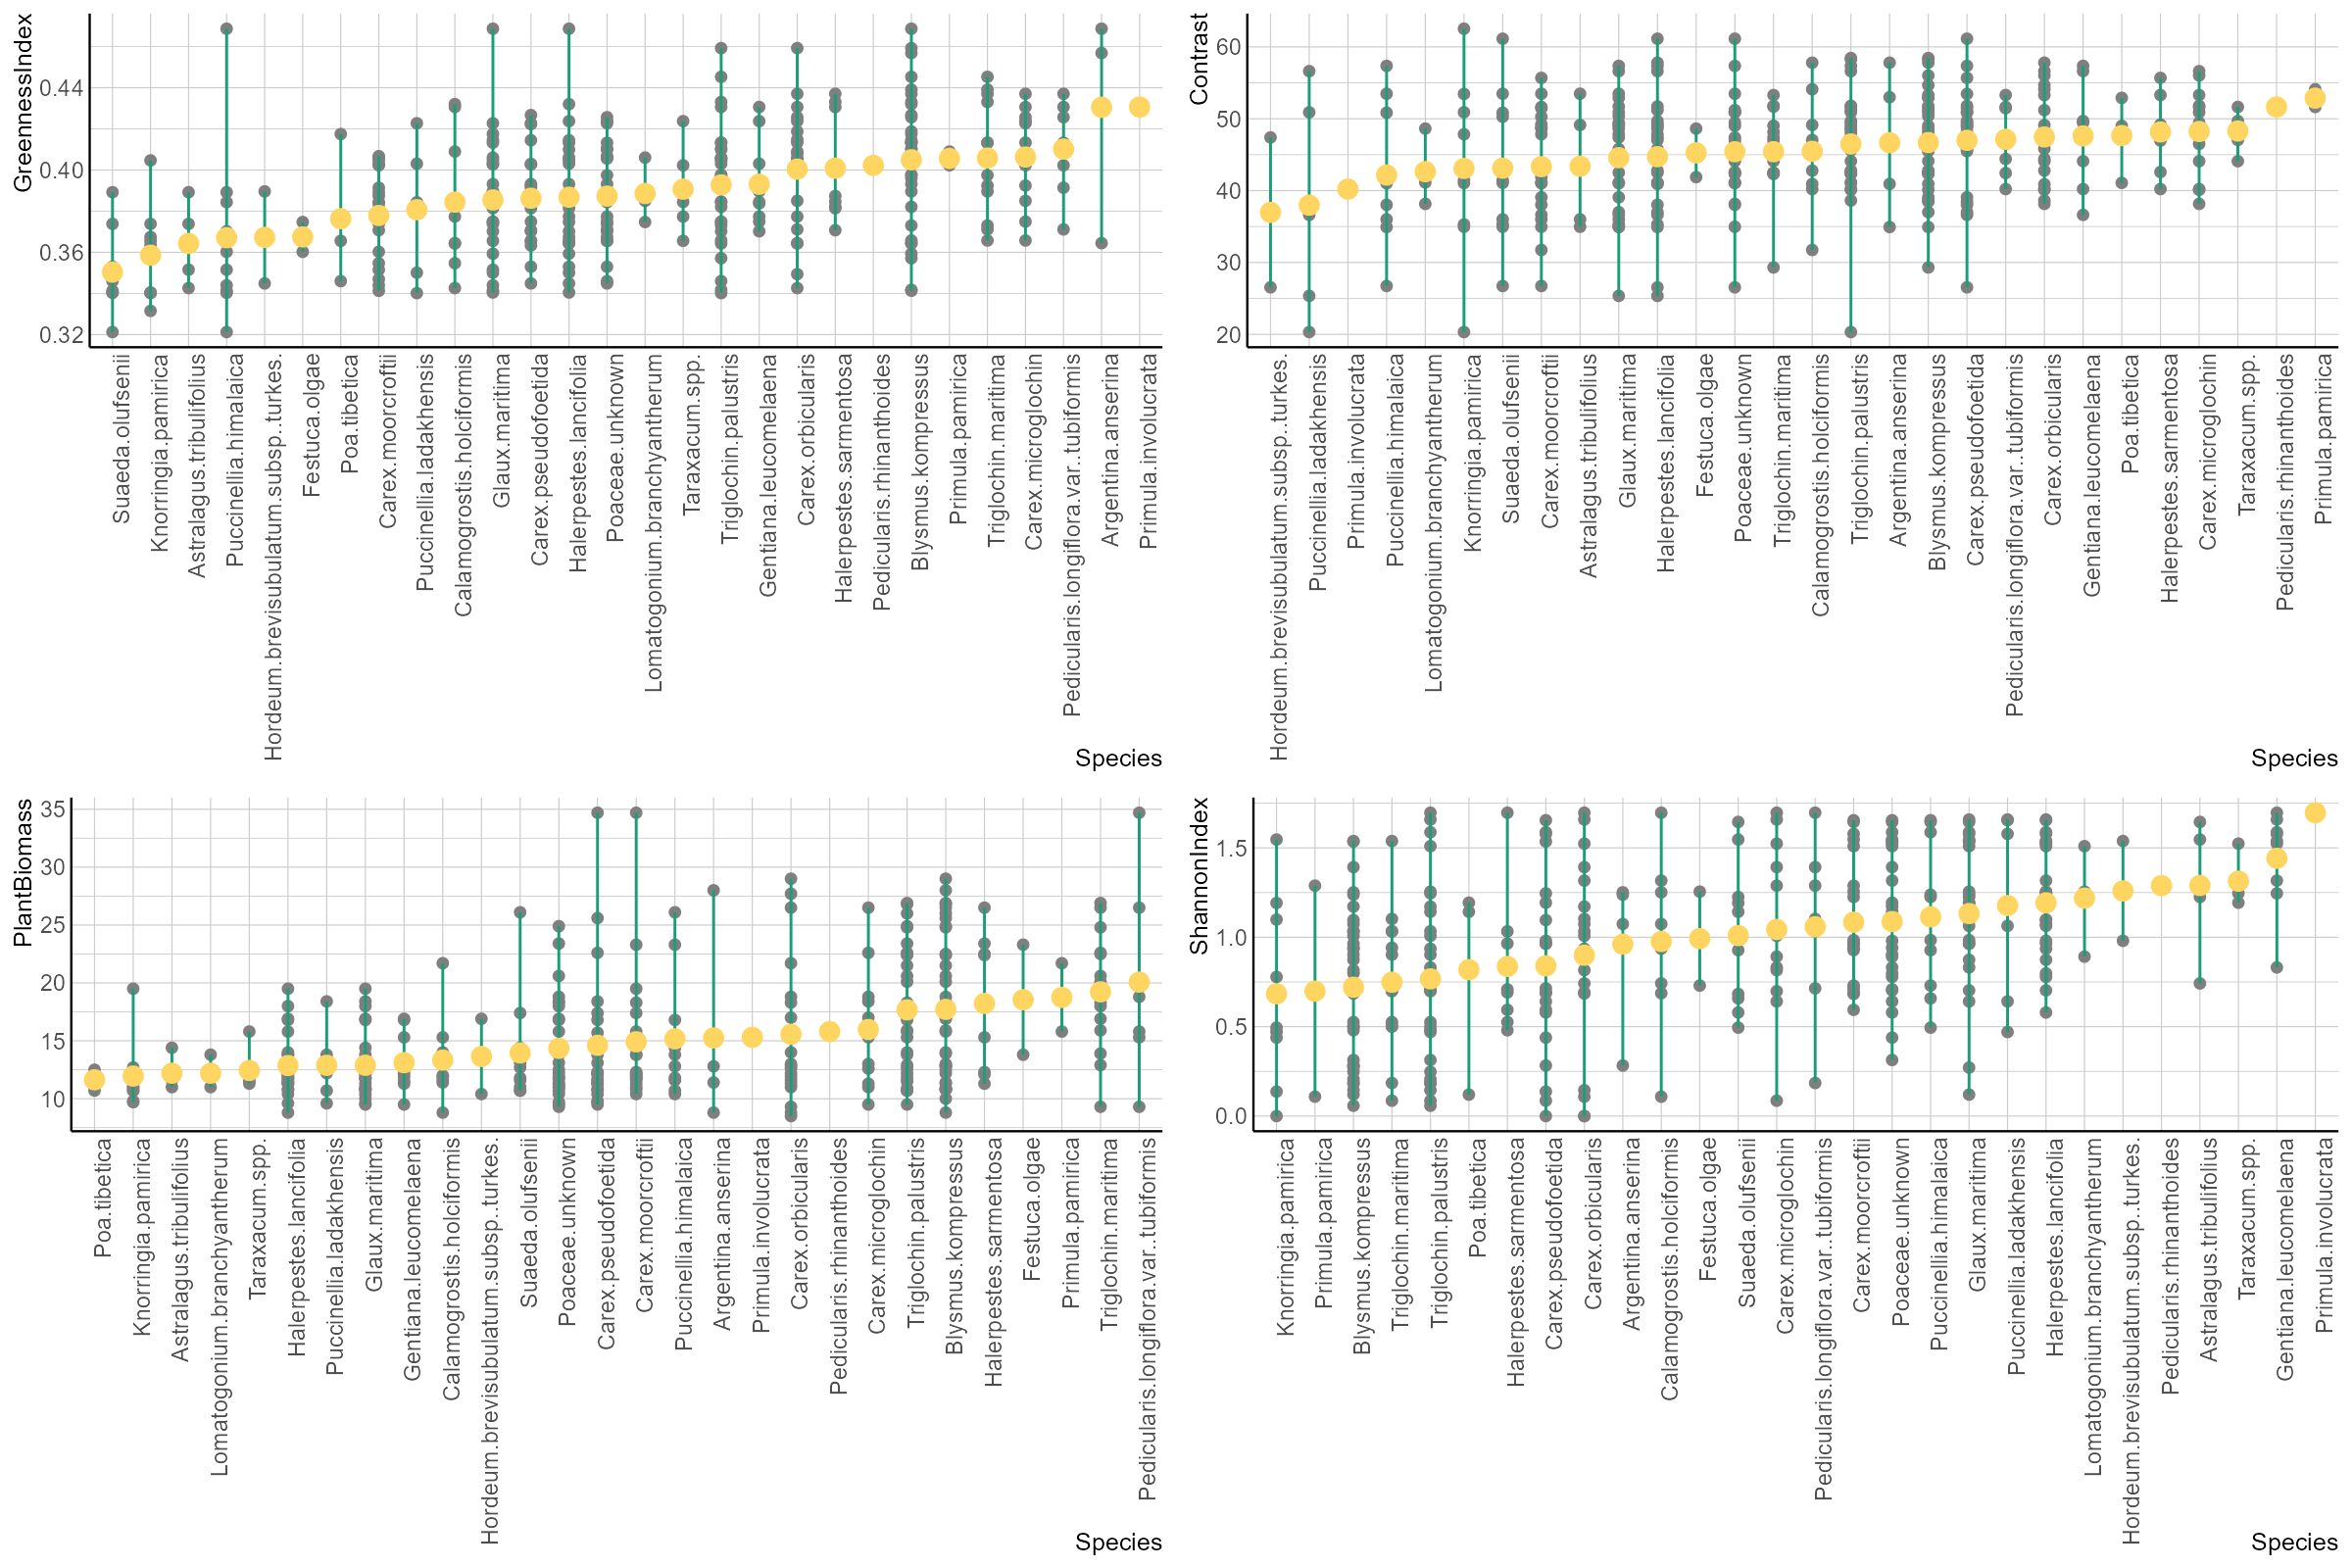 GreennessIndex
0.44
0.40
0.36
0.32
Suaeda.olufsenii
Knorringia.pamirica
Astralagus.tribulifolius
Puccinellia.himalaica
Hordeum.brevisubulatum.subsp..turkes.
Festuca.olgae
Poa.tibetica
Carex.moorcroftii
Puccinellia.ladakhensis
Calamogrostis.holciformis
Glaux.maritima
Carex.pseudofoetida
Halerpestes.lancifolia
Poaceae.unknown
Lomatogonium.branchyantherum
Taraxacum.spp.
Triglochin.palustris
Gentiana.leucomelaena
Carex.orbicularis
Halerpestes.sarmentosa
Pedicularis.rhinanthoides
Blysmus.kompressus
Primula.pamirica
Triglochin.maritima
Carex.microglochin
Pedicularis.longiflora.var..tubiformis
Argentina.anserina
Primula.involucrata
Species
Contrast
60
50
40
30
20
Hordeum.brevisubulatum.subsp..turkes.
Puccinellia.ladakhensis
Primula.involucrata
Puccinellia.himalaica
Lomatogonium.branchyantherum
Knorringia.pamirica
Suaeda.olufsenii
Carex.moorcroftii
Astralagus.tribulifolius
Glaux.maritima
Halerpestes.lancifolia
Festuca.olgae
Poaceae.unknown
Triglochin.maritima
Calamogrostis.holciformis
Triglochin.palustris
Argentina.anserina
Blysmus.kompressus
Carex.pseudofoetida
Pedicularis.longiflora.var..tubiformis
Carex.orbicularis
Gentiana.leucomelaena
Poa.tibetica
Halerpestes.sarmentosa
Carex.microglochin
Taraxacum.spp.
Pedicularis.rhinanthoides
Primula.pamirica
Species
PlantBiomass
35
30
25
20
15
10
Poa.tibetica
Knorringia.pamirica
Astralagus.tribulifolius
Lomatogonium.branchyantherum
Taraxacum.spp.
Halerpestes.lancifolia
Puccinellia.ladakhensis
Glaux.maritima
Gentiana.leucomelaena
Calamogrostis.holciformis
Hordeum.brevisubulatum.subsp..turkes.
Suaeda.olufsenii
Poaceae.unknown
Carex.pseudofoetida
Carex.moorcroftii
Puccinellia.himalaica
Argentina.anserina
Primula.involucrata
Carex.orbicularis
Pedicularis.rhinanthoides
Carex.microglochin
Triglochin.palustris
Blysmus.kompressus
Halerpestes.sarmentosa
Festuca.olgae
Primula.pamirica
Triglochin.maritima
Pedicularis.longiflora.var..tubiformis
Species
ShannonIndex
1.5
1.0
0.5
0.0
Knorringia.pamirica
Primula.pamirica
Blysmus.kompressus
Triglochin.maritima
Triglochin.palustris
Poa.tibetica
Halerpestes.sarmentosa
Carex.pseudofoetida
Carex.orbicularis
Argentina.anserina
Calamogrostis.holciformis
Festuca.olgae
Suaeda.olufsenii
Carex.microglochin
Pedicularis.longiflora.var..tubiformis
Carex.moorcroftii
Poaceae.unknown
Puccinellia.himalaica
Glaux.maritima
Puccinellia.ladakhensis
Halerpestes.lancifolia
Lomatogonium.branchyantherum
Hordeum.brevisubulatum.subsp..turkes.
Pedicularis.rhinanthoides
Astralagus.tribulifolius
Taraxacum.spp.
Gentiana.leucomelaena
Primula.involucrata
Species